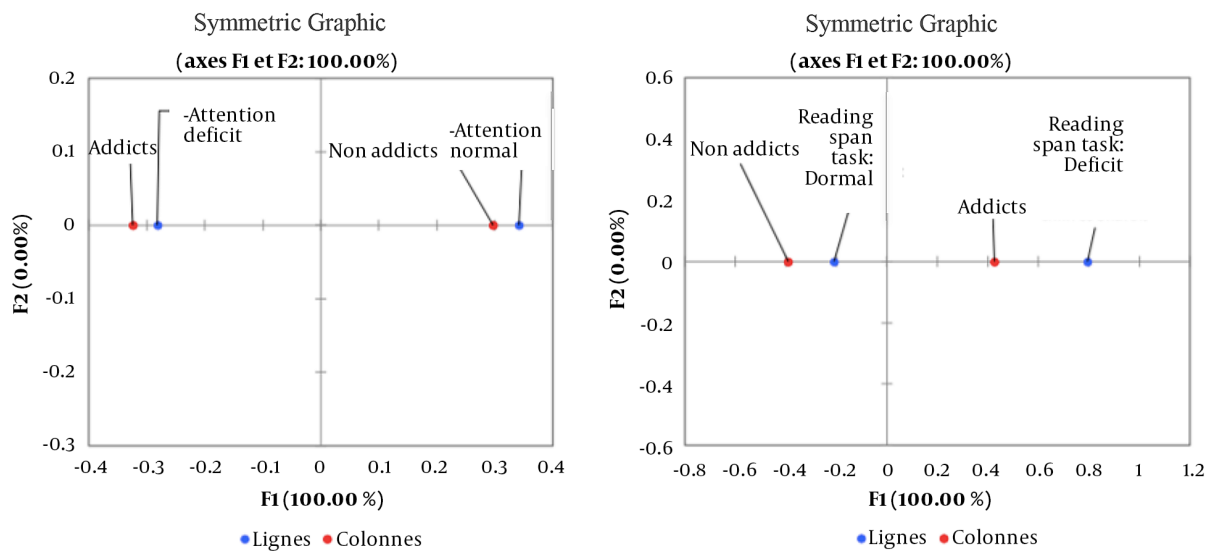 Symmetric Graphic
(axes F1 et F2: 100.00%)
0.2
0.1
0
-0.1
-0.2
-0.3
F2 (0.00%)
Addicts
-Attention
deficit
Non addicts
-Attention
normal
-0.4
-0.3
-0.2
-0.1
0
0.1
0.2
0.3
0.4
F1 (100.00 %)
Lignes
Colonnes
Symmetric Graphic
(axes F1 et F2: 100.00%)
0.6
0.4
0.2
0
-0.2
-0.4
-0.6
F2 (0.00%)
Non addicts
Reading
span
task:
Dormal
Addicts
Reading
span task:
Deficit
-0.8
-0.6
-0.4
-0.2
0
0.2
0.4
0.6
0.8
1
1.2
F1 (100.00 %)
Lignes
Colonnes